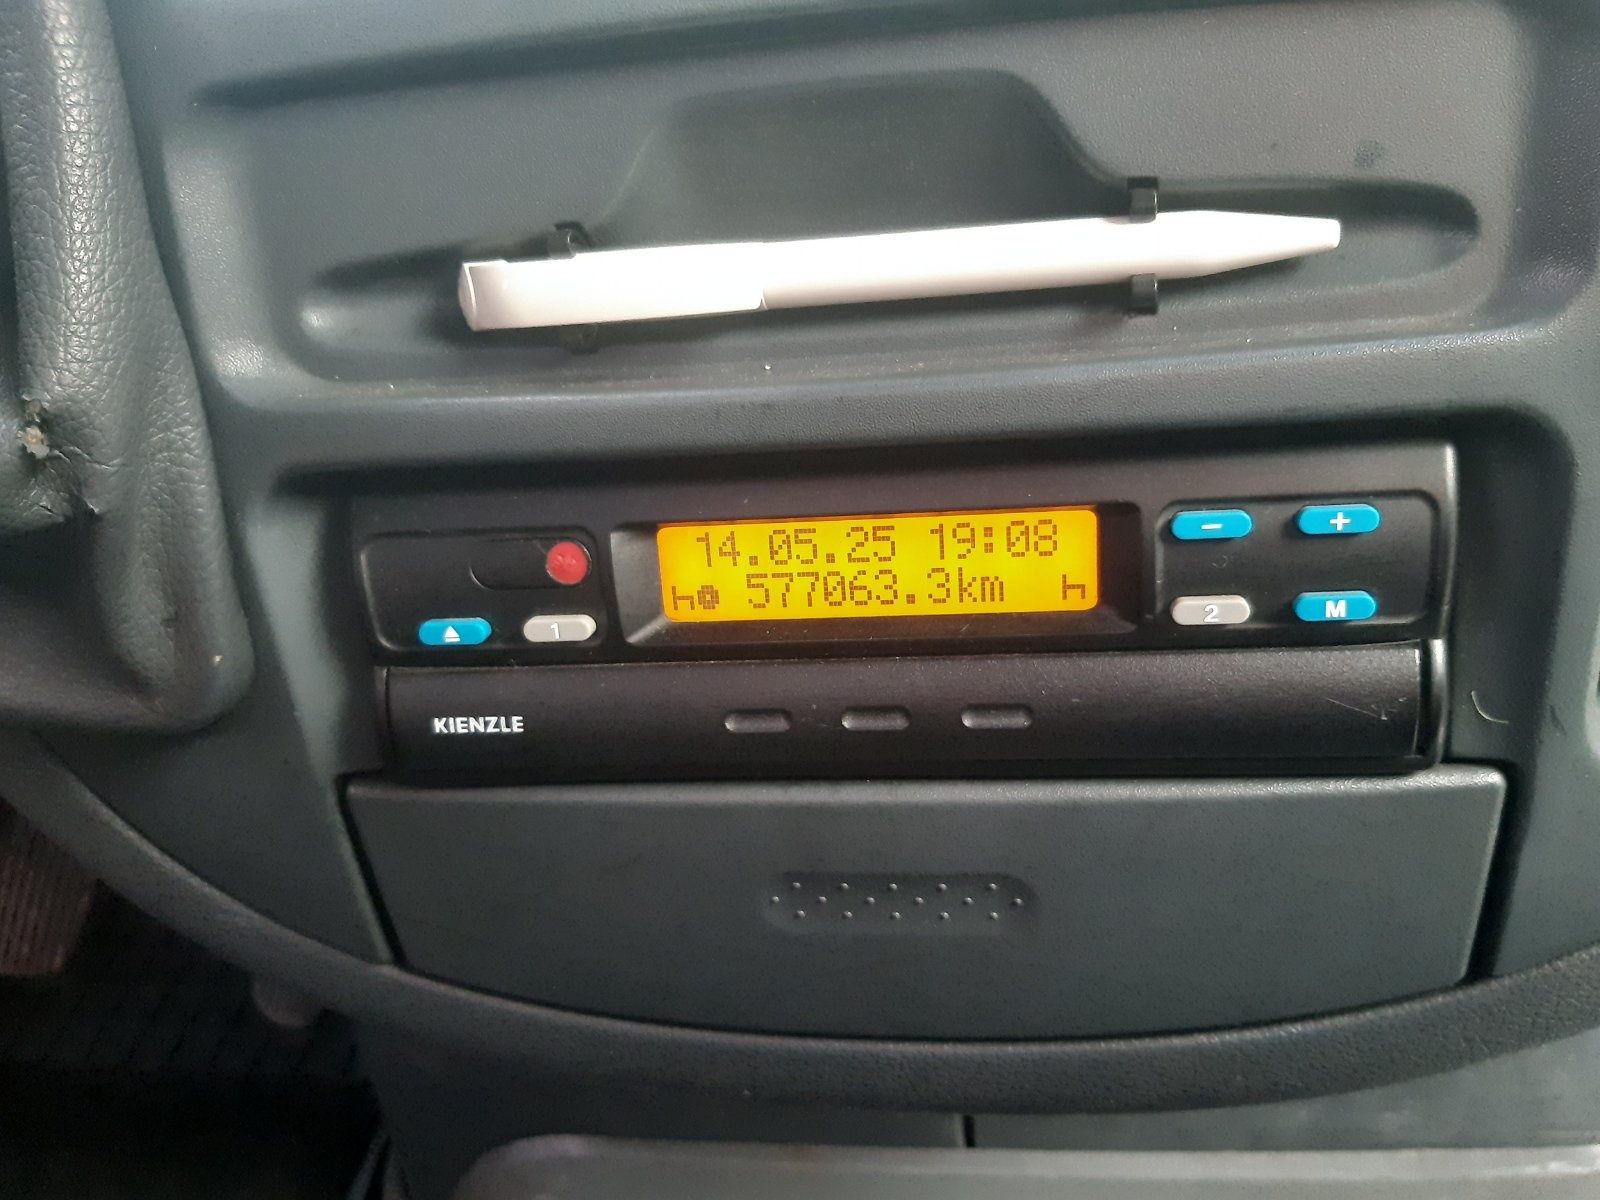 14.05.25 19:08
577063.3km
- +
1
2 M
KIENZLE